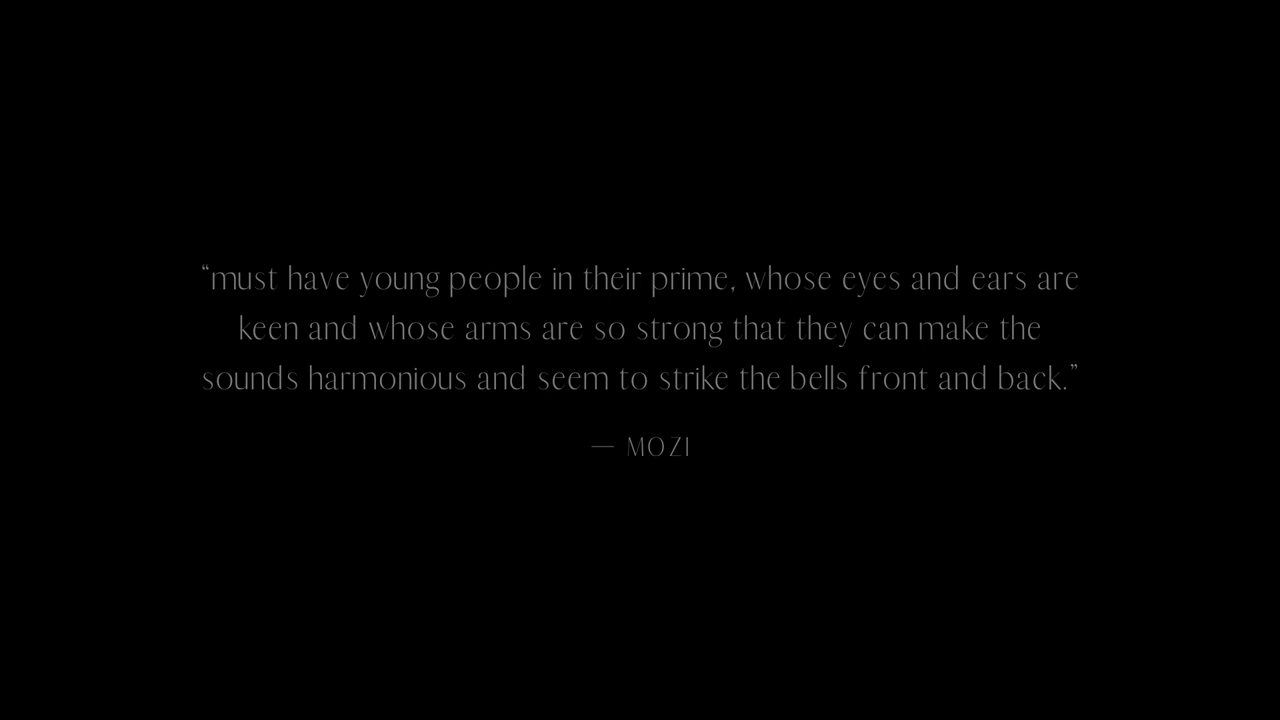 “must have young people in their prime, whose eyes and ears are
keen and whose arms are so strong that they can make the
sounds harmonious and seem to strike the bells front and back.”
— MOZI